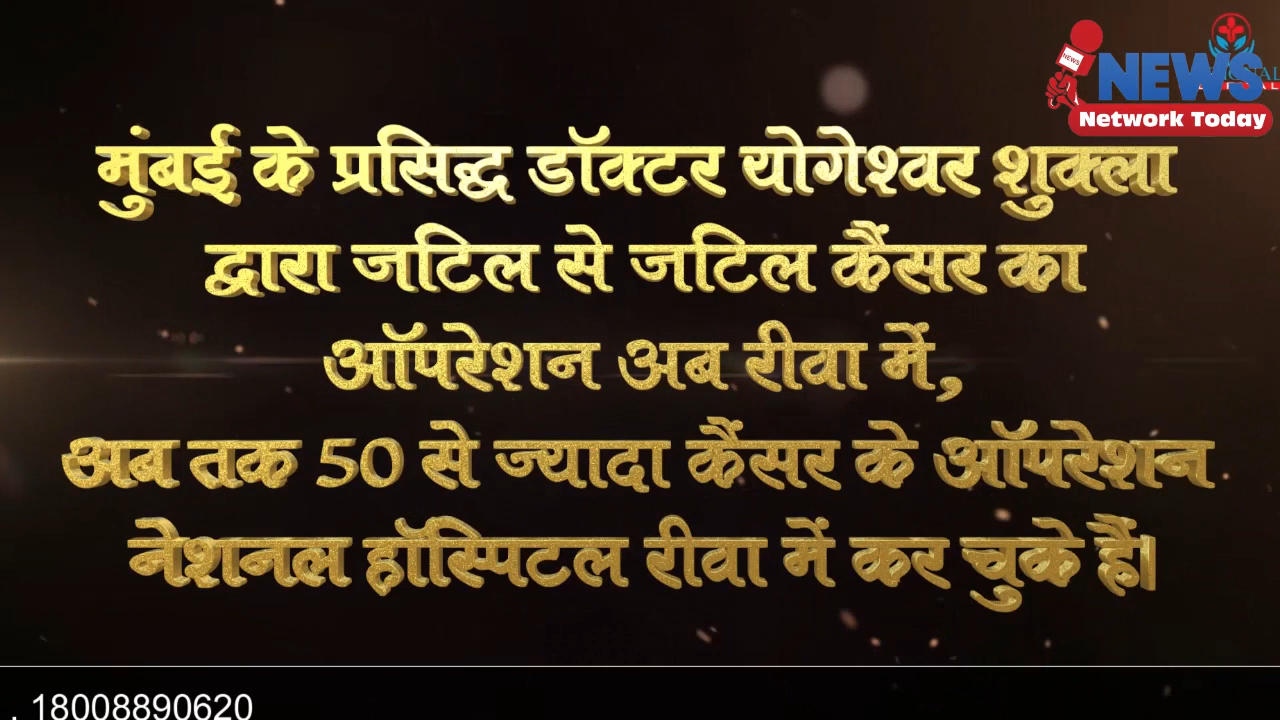 NEWS
NEWS
Network Today
मुंबई के प्रसिद्ध डॉक्टर योगेश्वर शुक्ला
द्वारा जटिल से जटिल कैंसर का
ऑपरेशन अब रीवा में,
अब तक 50 से ज्यादा कैंसर के ऑपरेशन
नेशनल हॉस्पिटल रीवा में कर चुके हैं।
. 18008890620